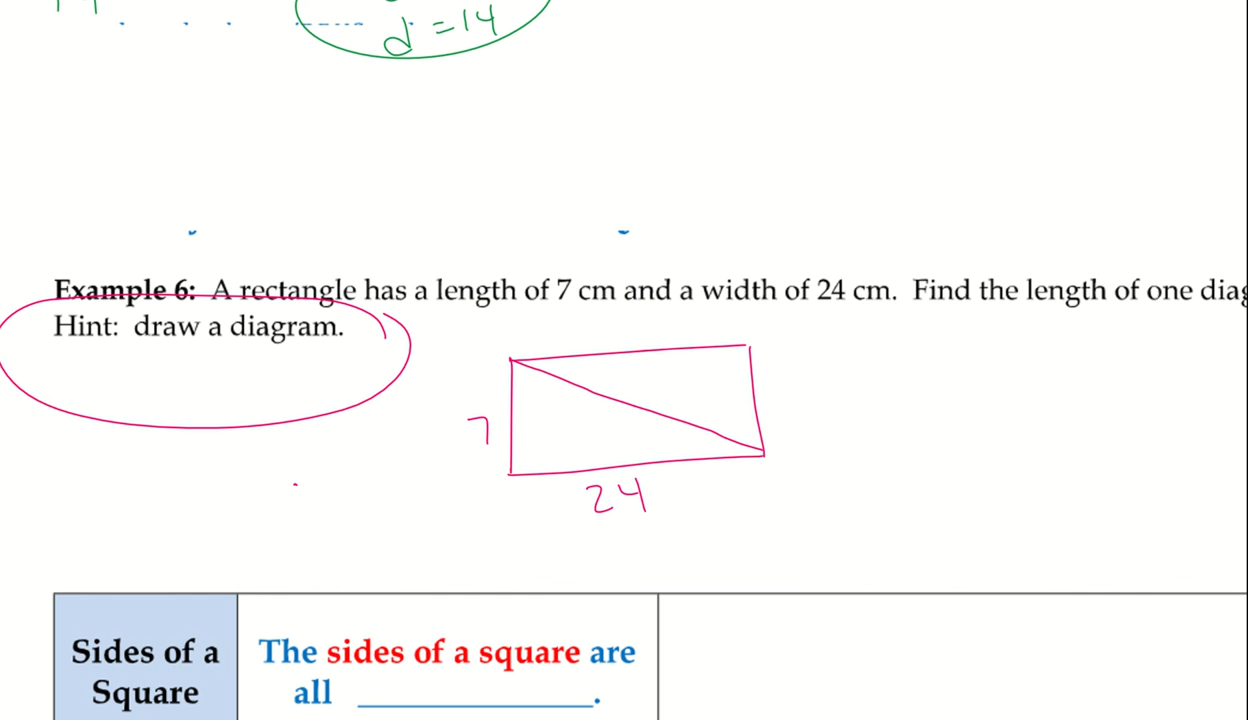 d = 14
Example 6: A rectangle has a length of 7 cm and a width of 24 cm. Find the length of one diag
Hint: draw a diagram.
7
24
Sides of a
Square
The sides of a square are
all ____________.